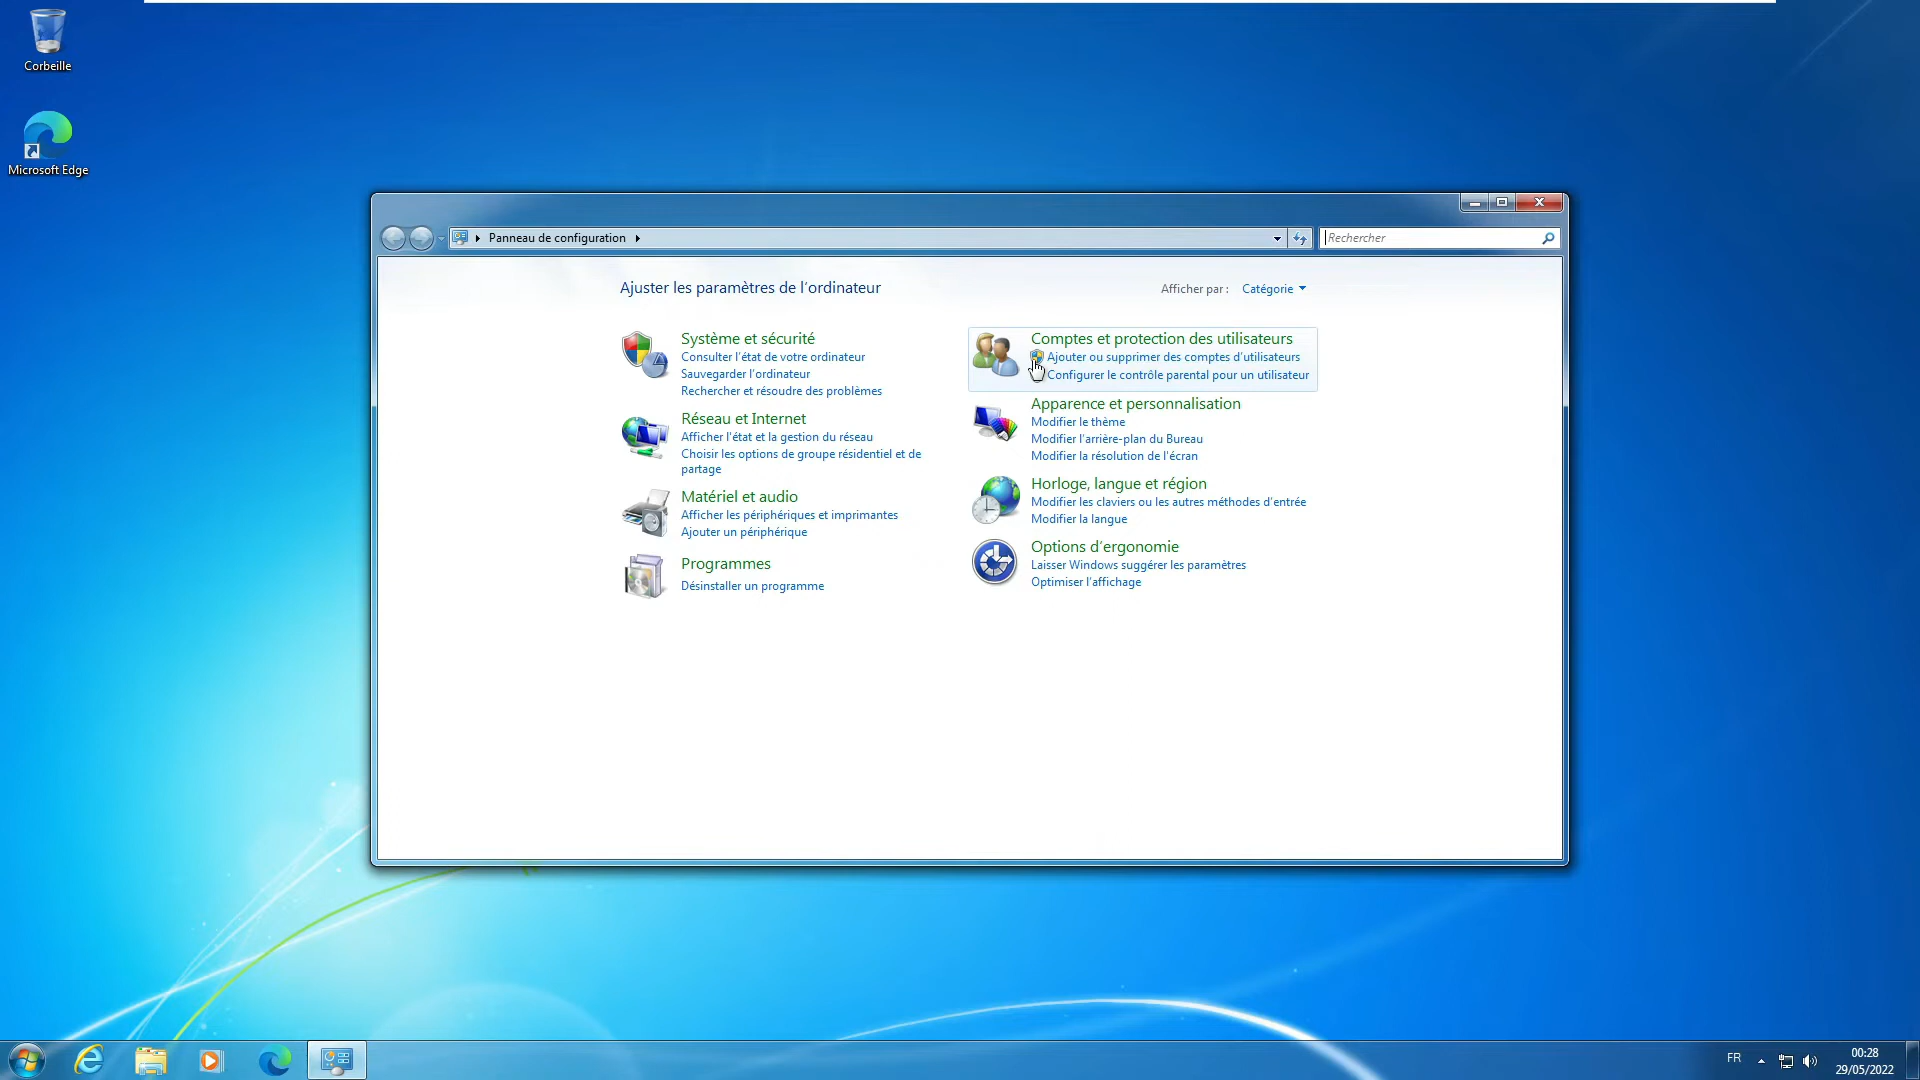 Corbeille
Microsoft Edge
Panneau de configuration
Rechercher
Ajuster les paramètres de l'ordinateur
Afficher par :
Catégorie
Système et sécurité
Consulter l'état de votre ordinateur
Sauvegarder l'ordinateur
Rechercher et résoudre des problèmes
Réseau et Internet
Afficher l'état et la gestion du réseau
Choisir les options de groupe résidentiel et de
partage
Matériel et audio
Afficher les périphériques et imprimantes
Ajouter un périphérique
Programmes
Désinstaller un programme
Comptes et protection des utilisateurs
Ajouter ou supprimer des comptes d'utilisateurs
Configurer le contrôle parental pour un utilisateur
Apparence et personnalisation
Modifier le thème
Modifier l'arrière-plan du Bureau
Modifier la résolution de l'écran
Horloge, langue et région
Modifier les claviers ou les autres méthodes d'entrée
Modifier la langue
Options d'ergonomie
Laisser Windows suggérer les paramètres
Optimiser l'affichage
FR
00:28
29/05/2022